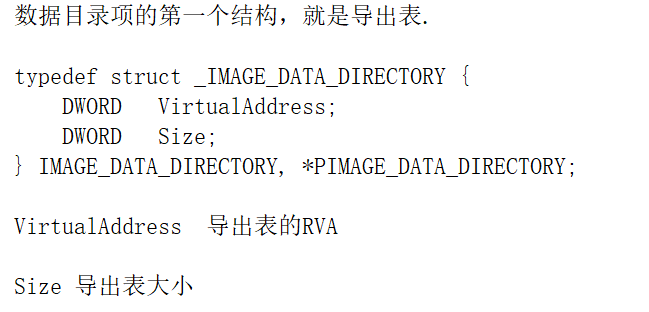 数据目录项的第一个结构，就是导出表.
typedef struct _IMAGE_DATA_DIRECTORY {
    DWORD   VirtualAddress;
    DWORD   Size;
} IMAGE_DATA_DIRECTORY, *PIMAGE_DATA_DIRECTORY;
VirtualAddress  导出表的RVA
Size 导出表大小